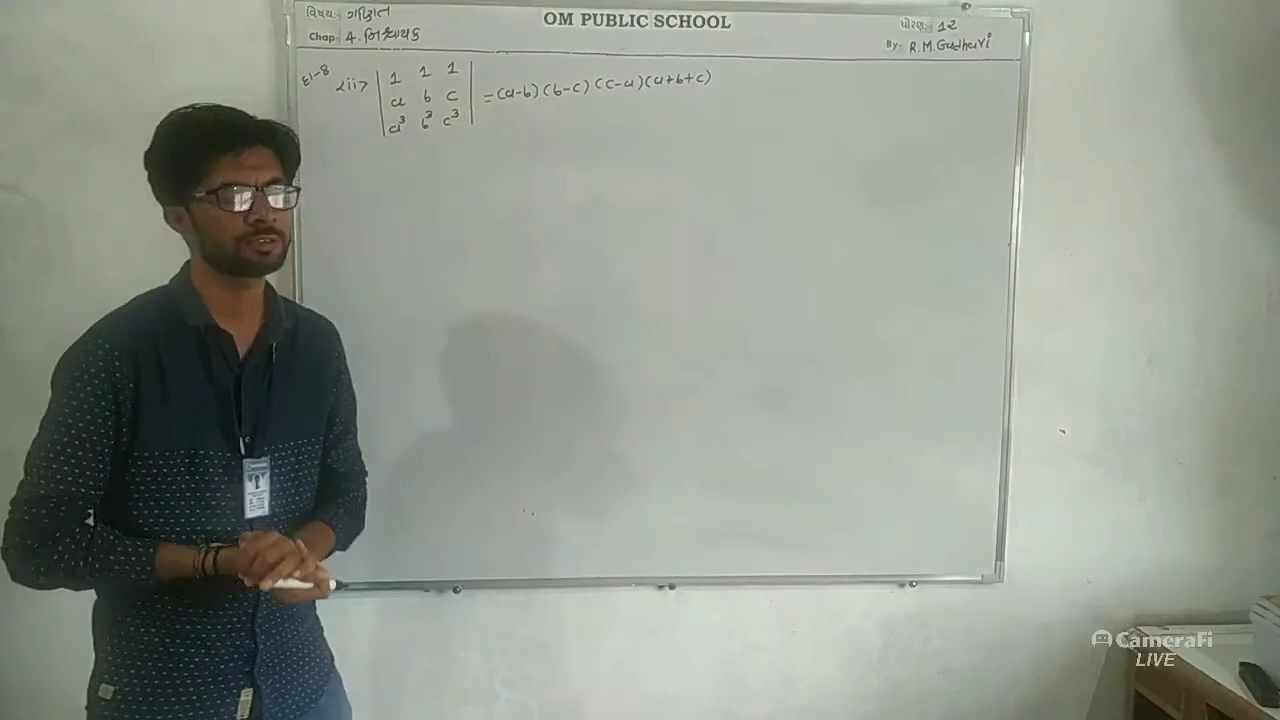 OM PUBLIC SCHOOL
વિષય:- ગણિત
Chap:- 4. નિશ્ચાયક
ધોરણ:- 12
By:- R.M.Gadhavi
દા-8 <ii> | 1 1 1 |
| a b c | = (a-b) (b-c) (c-a) (a+b+c)
| a³ b³ c³ |
CameraFi
LIVE